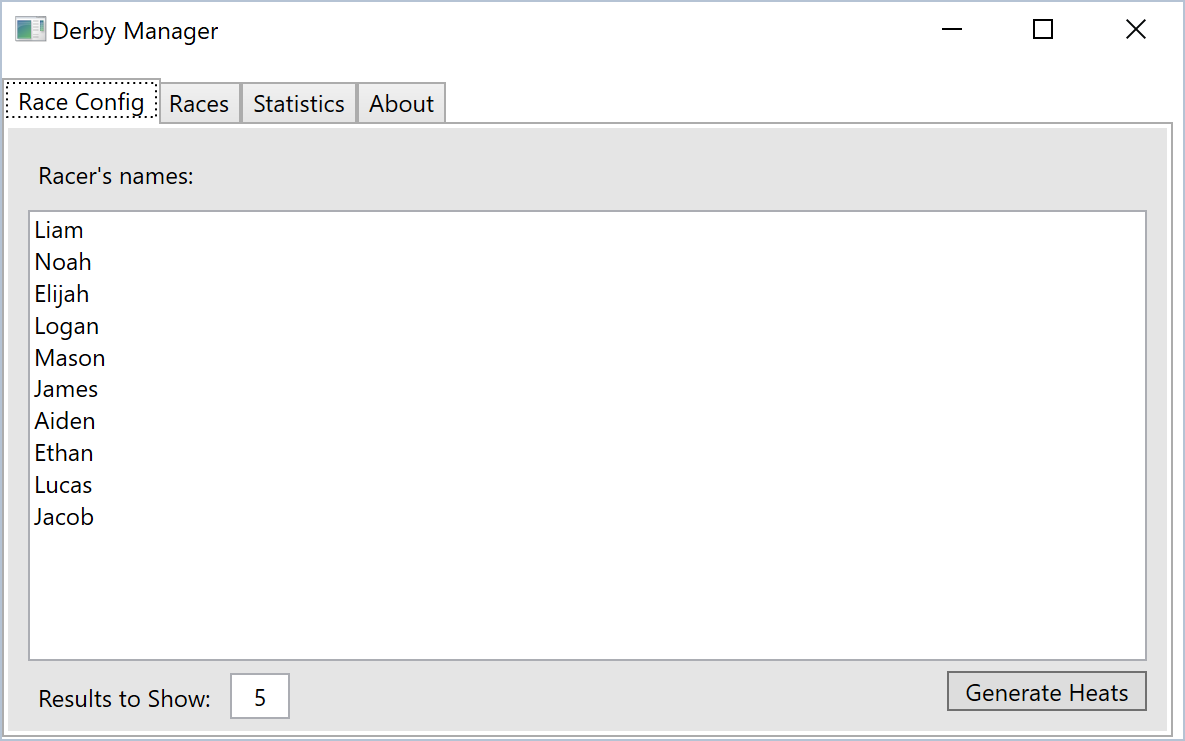 Derby Manager
Race Config Races Statistics About
Racer's names:
Liam
Noah
Elijah
Logan
Mason
James
Aiden
Ethan
Lucas
Jacob
Results to Show: 5 Generate Heats